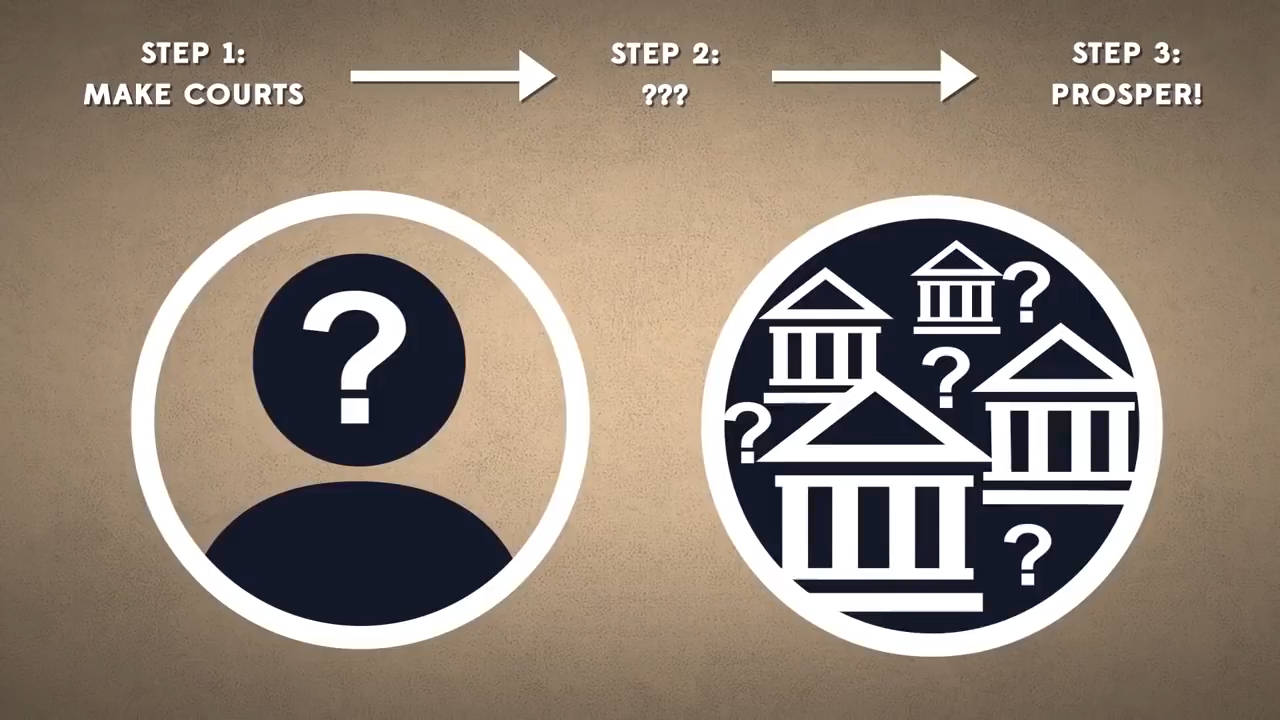 STEP 1:
MAKE COURTS
STEP 2:
???
STEP 3:
PROSPER!
?
?
?
?
?